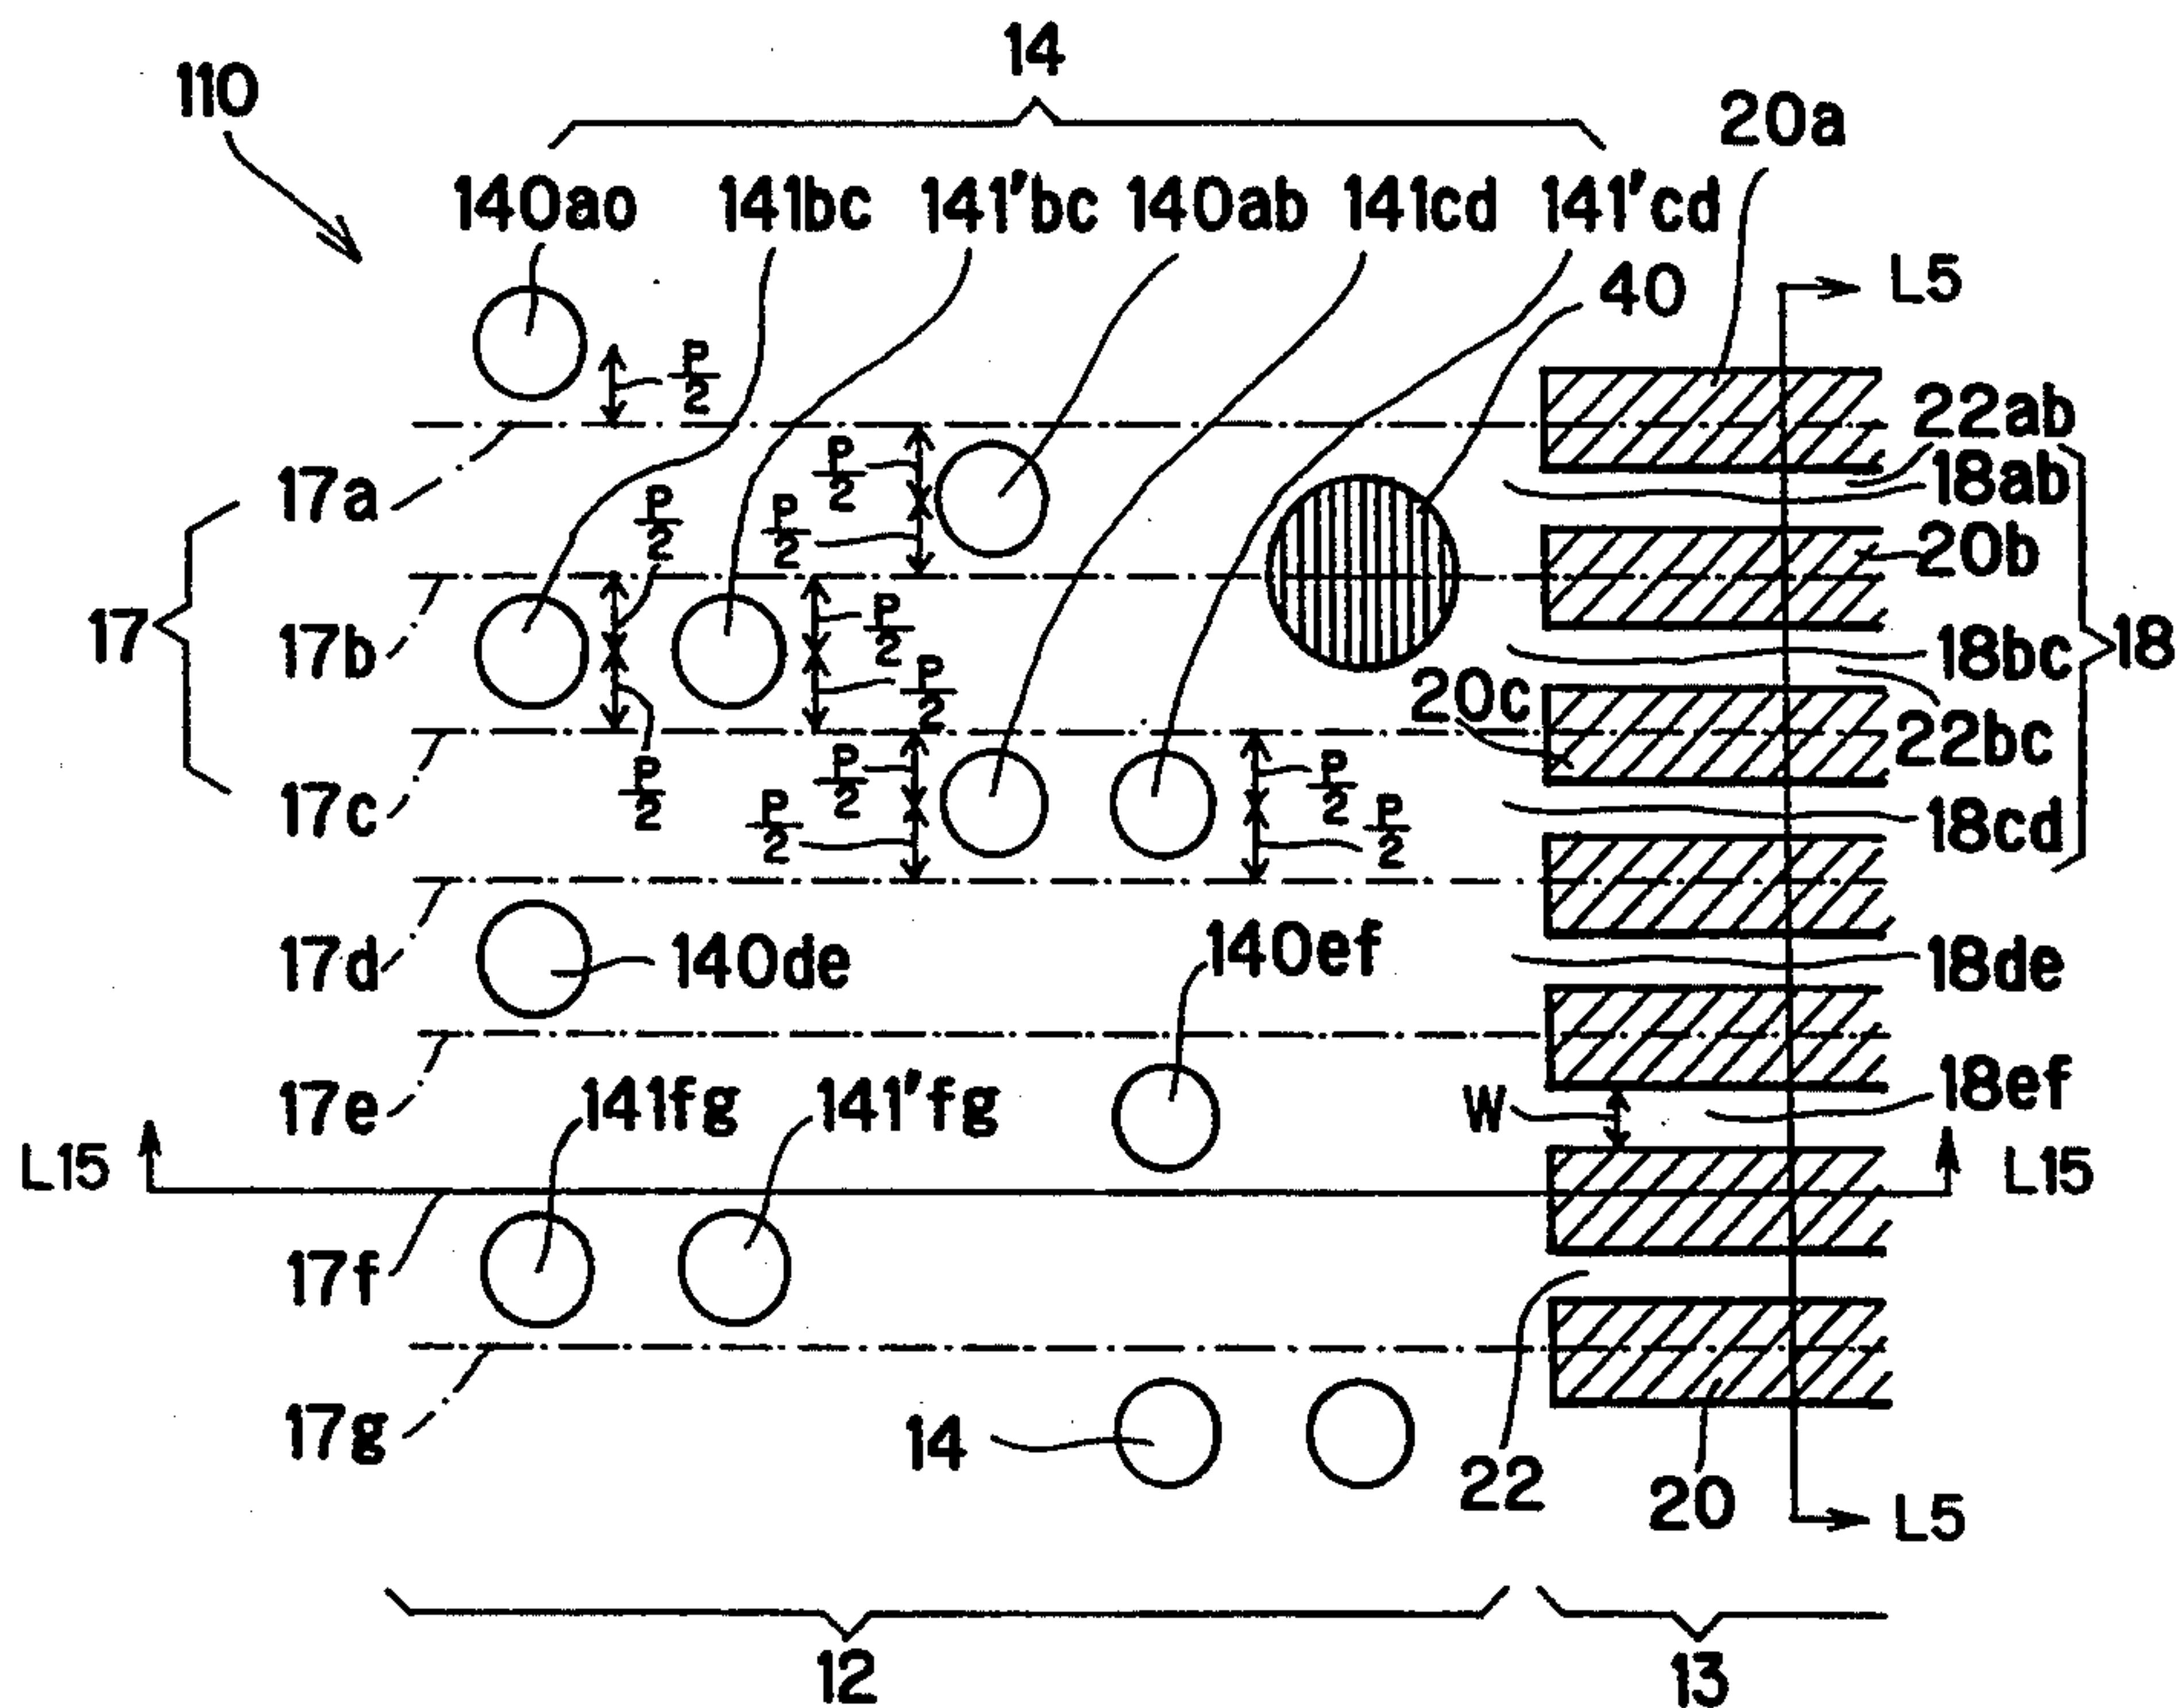 14
110
20a
140ao 141bc 141'bc 140ab 141cd 141'cd
40
L5
P/2
22ab
17a
P/2
18ab
P/2
P/2
20b
17
17b
P/2
18bc
18
20c
P/2
22bc
17c
P/2
P/2
P/2
P/2
P/2
18cd
17d
140de
140ef
18de
17e
141fg
141'fg
W
18ef
L15
L15
17f
17g
14
22
20
L5
12
13